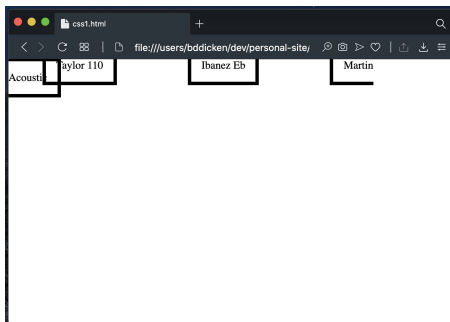 css1.html
file:///users/bddicken/dev/personal-site/
Taylor 110
Ibanez Eb
Martin
Acoustic